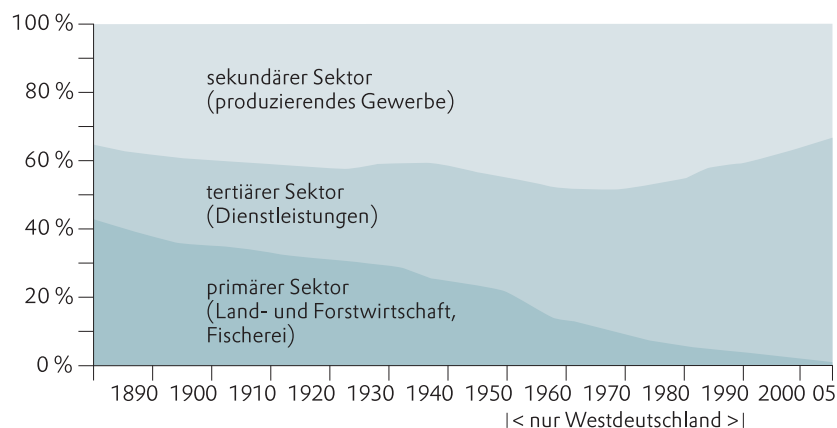 100 %
80 %
60 %
40 %
20 %
0 %
sekundärer Sektor
(produzierendes Gewerbe)
tertiärer Sektor
(Dienstleistungen)
primärer Sektor
(Land- und Forstwirtschaft,
Fischerei)
1890 1900 1910 1920 1930 1940 1950 1960 1970 1980 1990 2000 05
|< nur Westdeutschland >|